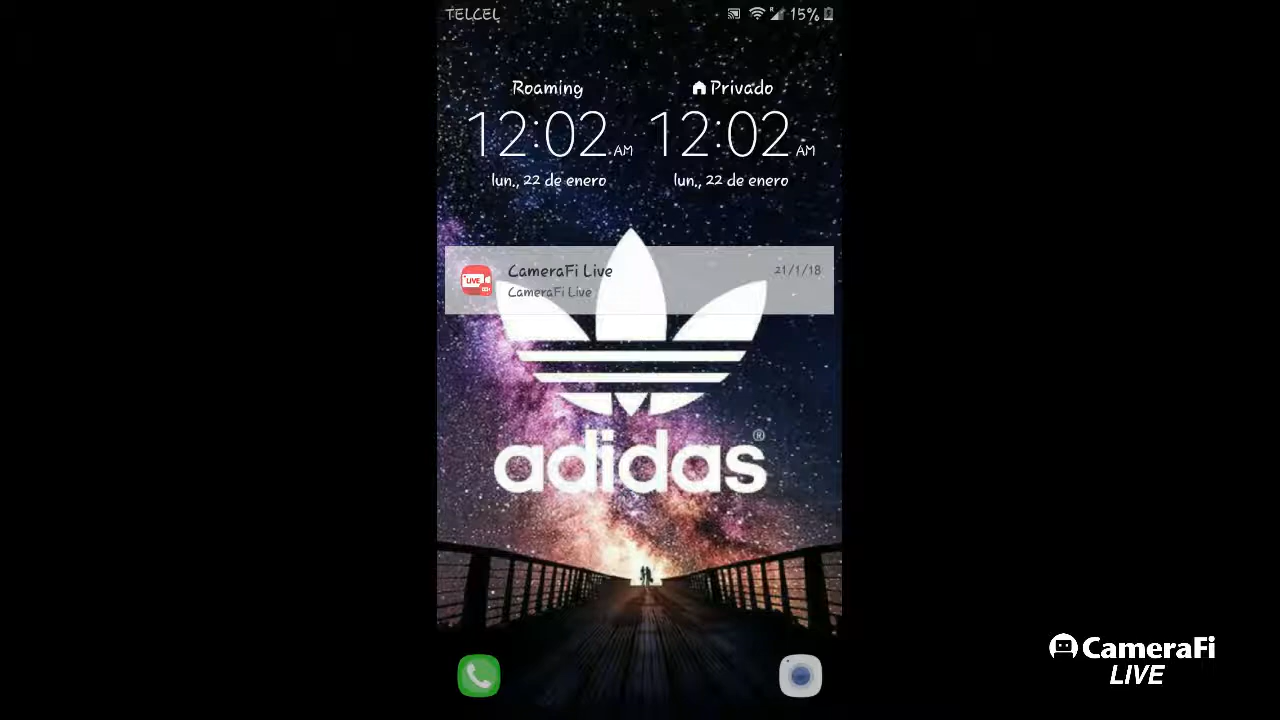 TELCEL
R 15%
Roaming
Privado
12:02 AM
12:02 AM
lun., 22 de enero
lun., 22 de enero
LIVE
CameraFi Live
21/1/18
CameraFi Live
adidas®
CameraFi
LIVE